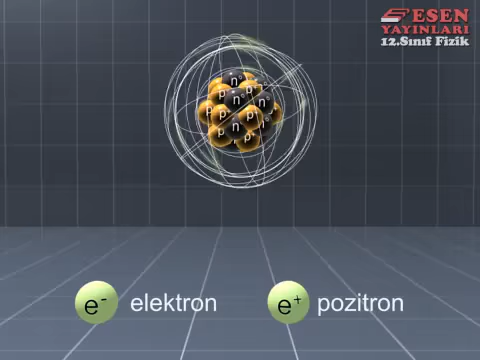 ESEN
YAYINLARI
12.Sınıf Fizik
n°
p⁺
n°
n°
p
p⁺
p⁺
n
p
p⁺
e⁻ elektron
e⁺ pozitron